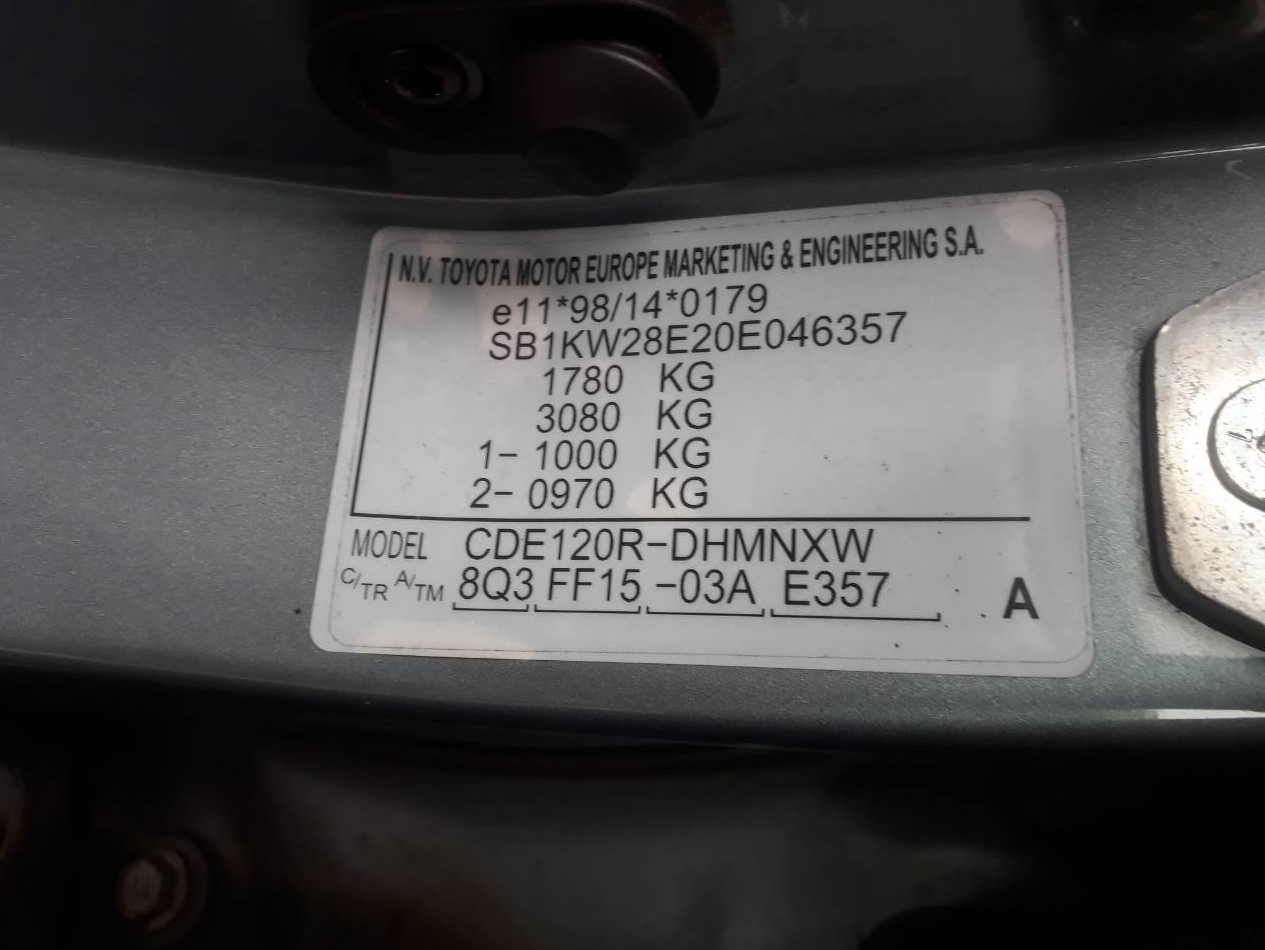 N.V. TOYOTA MOTOR EUROPE MARKETING & ENGINEERING S.A.
e11*98/14*0179
SB1KW28E20E046357
1780 KG
3080 KG
1- 1000 KG
2- 0970 KG
MODEL CDE120R-DHMNXW
C/TR A/TM 8Q3 FF15 -03A E357 A